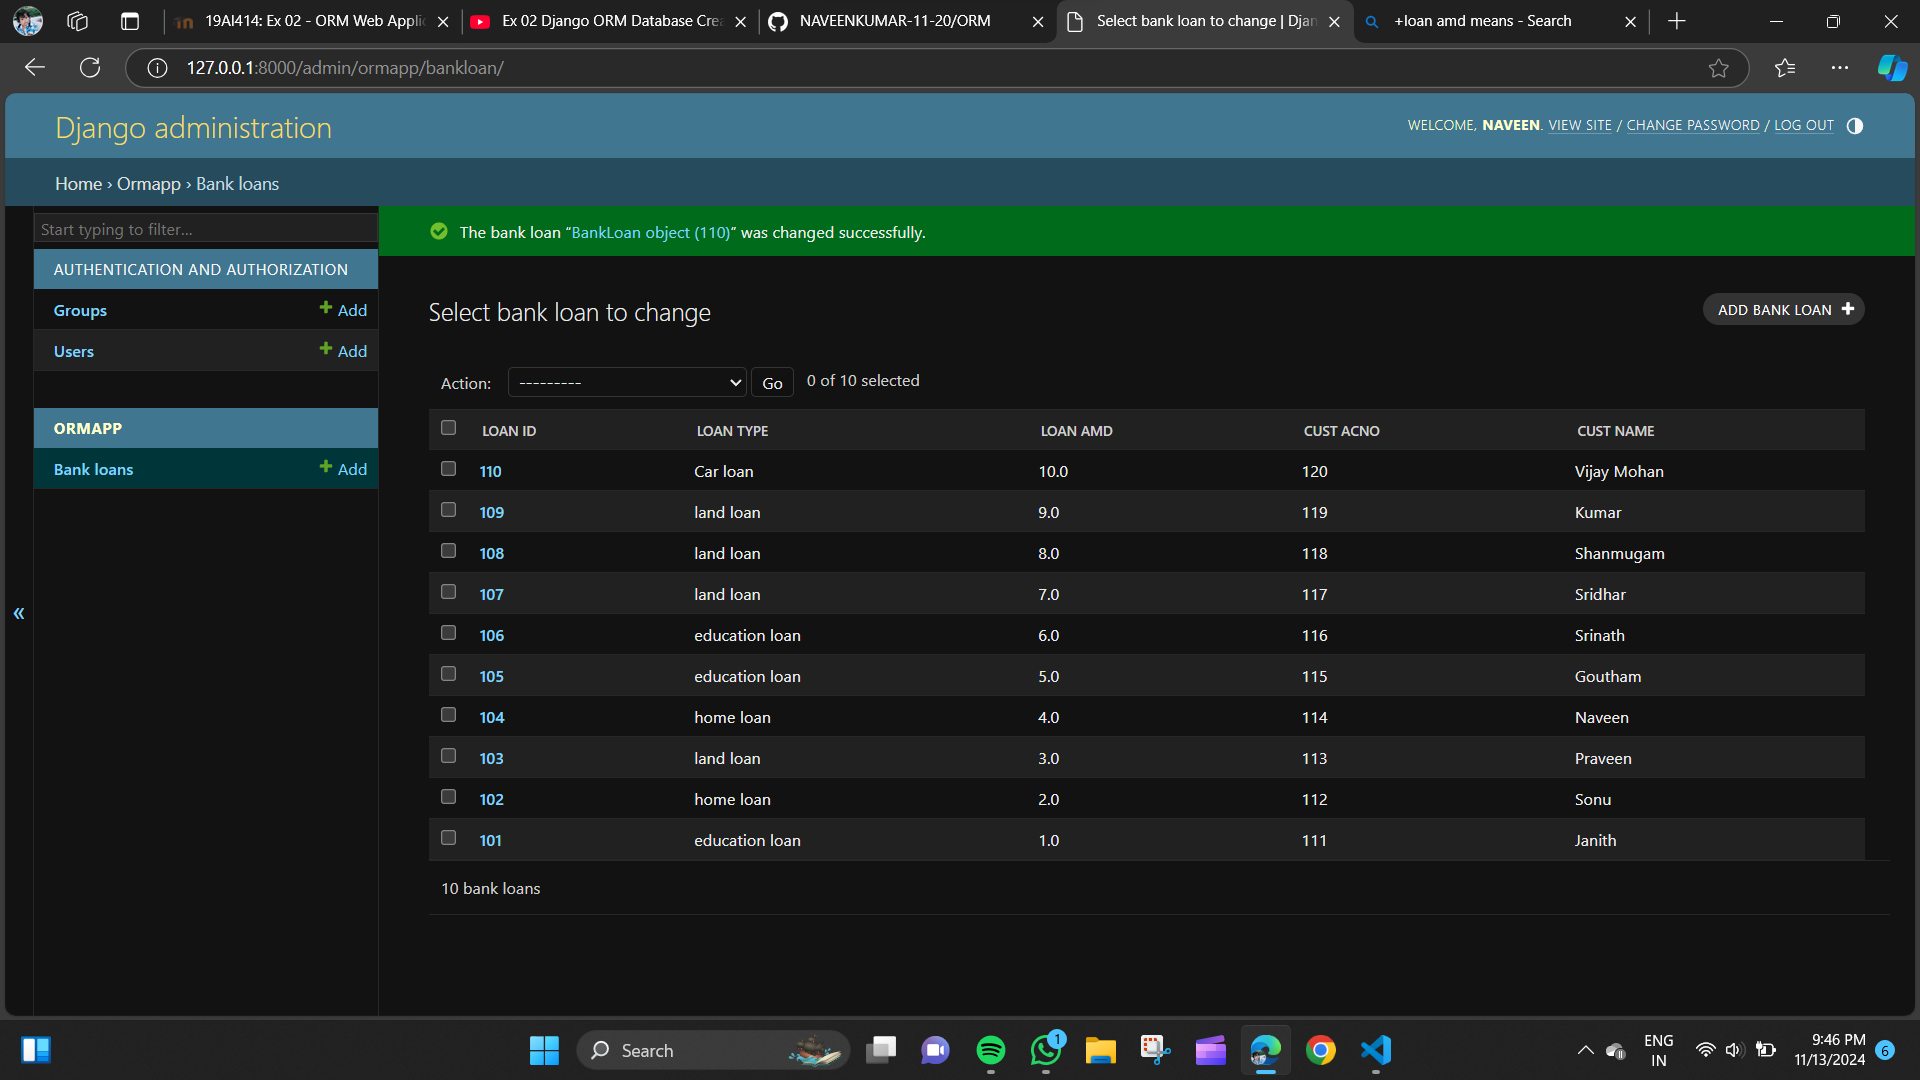 19AI414: Ex 02 - ORM Web Applic
Ex 02 Django ORM Database Crea
NAVEENKUMAR-11-20/ORM
Select bank loan to change | Djan
+loan amd means - Search
127.0.0.1:8000/admin/ormapp/bankloan/
Django administration
WELCOME, NAVEEN. VIEW SITE / CHANGE PASSWORD / LOG OUT
Home › Ormapp › Bank loans
Start typing to filter...
AUTHENTICATION AND AUTHORIZATION
Groups + Add
Users + Add
ORMAPP
Bank loans + Add
«
The bank loan “BankLoan object (110)” was changed successfully.
Select bank loan to change
ADD BANK LOAN +
Action: --------- Go 0 of 10 selected
LOAN ID LOAN TYPE LOAN AMD CUST ACNO CUST NAME
110 Car loan 10.0 120 Vijay Mohan
109 land loan 9.0 119 Kumar
108 land loan 8.0 118 Shanmugam
107 land loan 7.0 117 Sridhar
106 education loan 6.0 116 Srinath
105 education loan 5.0 115 Goutham
104 home loan 4.0 114 Naveen
103 land loan 3.0 113 Praveen
102 home loan 2.0 112 Sonu
101 education loan 1.0 111 Janith
10 bank loans
Search
1
ENG
IN
9:46 PM
11/13/2024
6